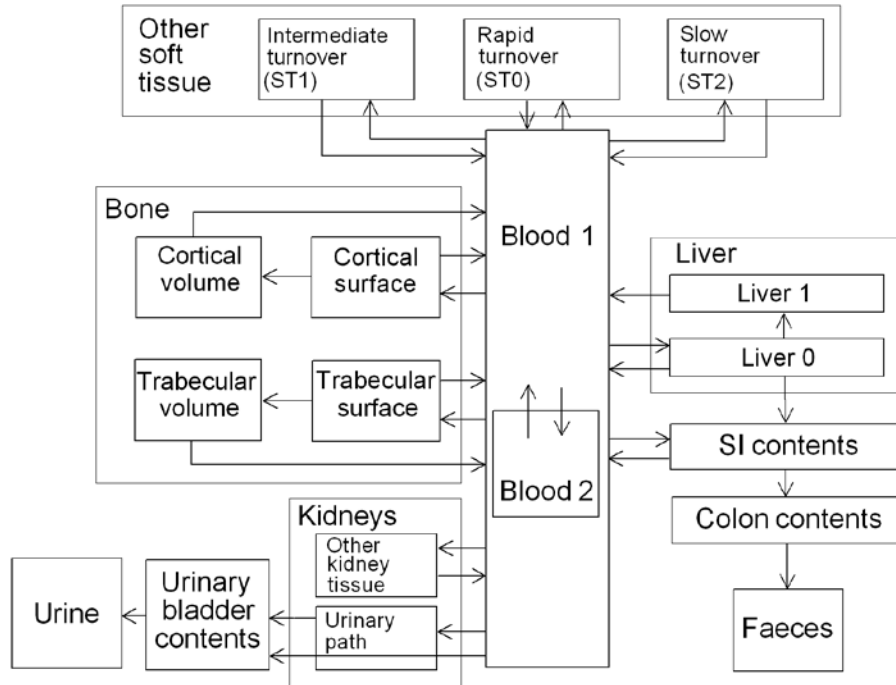 Other
soft
tissue
Intermediate
turnover
(ST1)
Rapid
turnover
(ST0)
Slow
turnover
(ST2)
Bone
Cortical
volume
Cortical
surface
Trabecular
volume
Trabecular
surface
Blood 1
Blood 2
Liver
Liver 1
Liver 0
SI contents
Colon contents
Faeces
Kidneys
Other
kidney
tissue
Urinary
path
Urinary
bladder
contents
Urine